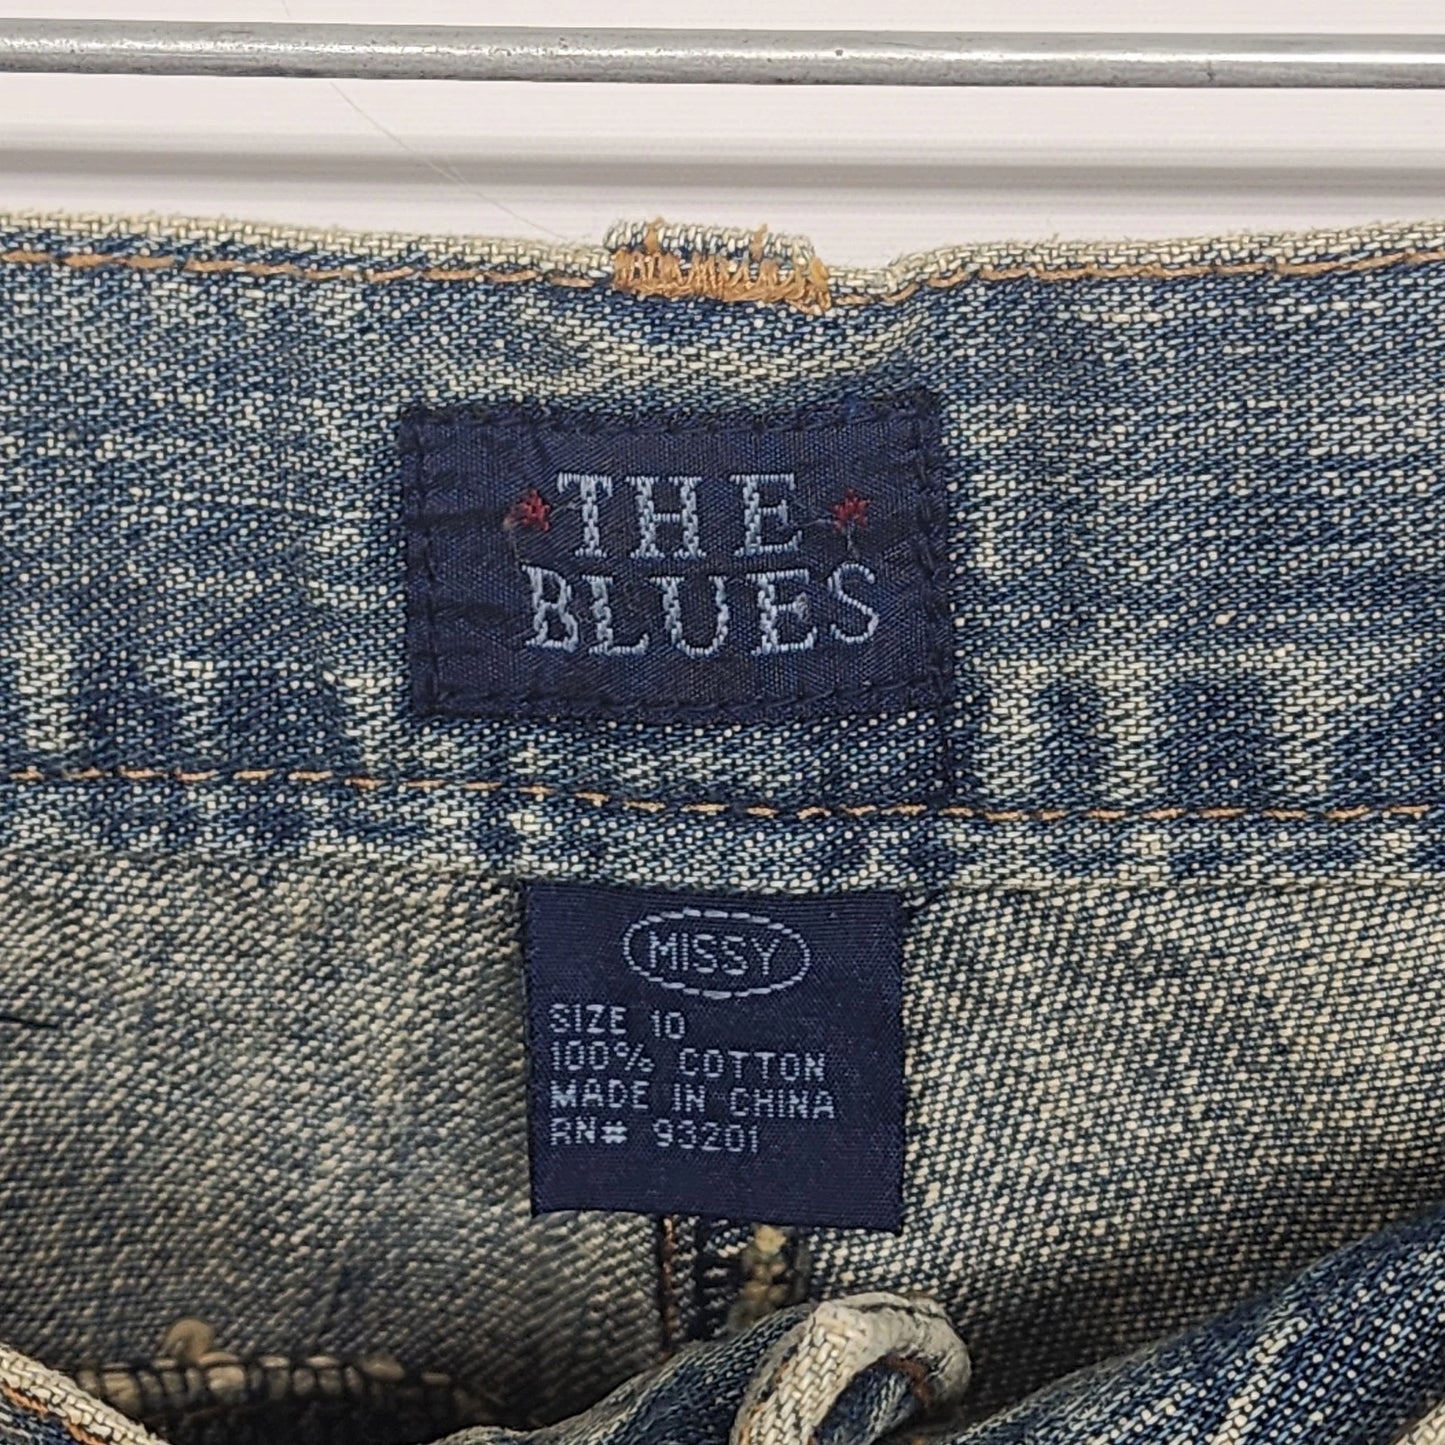 THE
BLUES
MISSY
SIZE 10
100% COTTON
MADE IN CHINA
RN# 93201